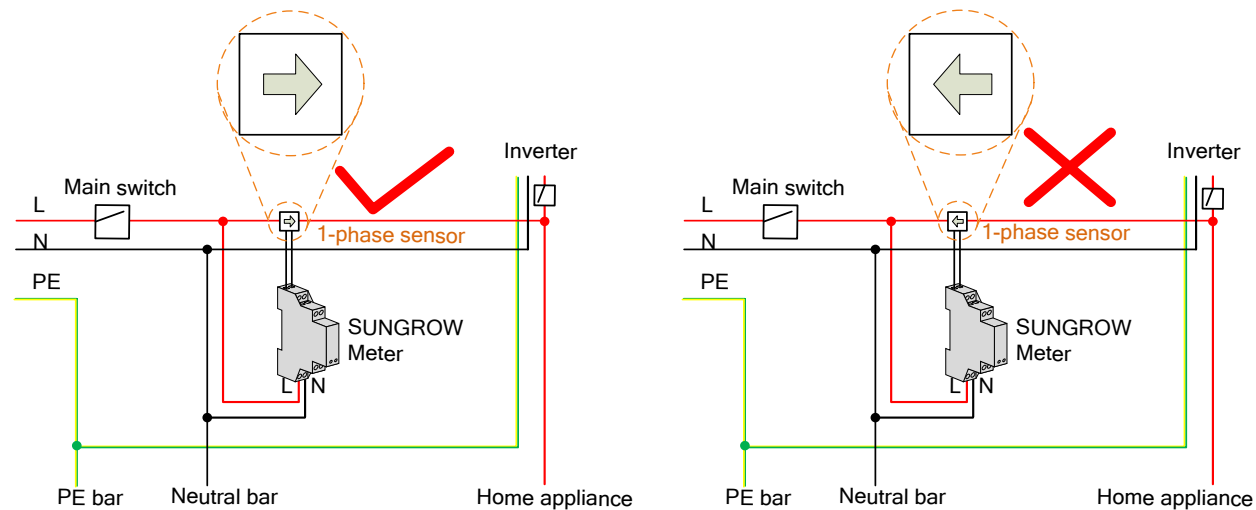 Inverter
Main switch
L
1-phase sensor
N
PE
SUNGROW
Meter
L N
PE bar
Neutral bar
Home appliance
Inverter
Main switch
L
1-phase sensor
N
PE
SUNGROW
Meter
L N
PE bar
Neutral bar
Home appliance